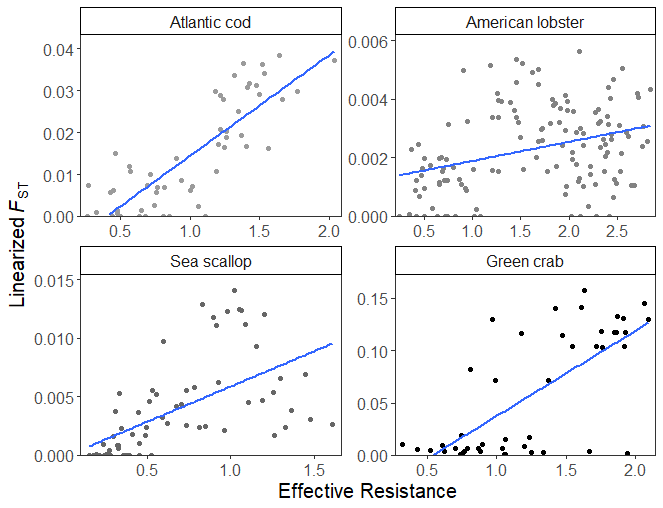 Atlantic cod
American lobster
0.04
0.03
0.02
0.01
0.00
0.5 1.0 1.5 2.0
0.006
0.004
0.002
0.000
0.5 1.0 1.5 2.0 2.5
Linearized FST
Sea scallop
Green crab
0.015
0.010
0.005
0.000
0.5 1.0 1.5
0.15
0.10
0.05
0.00
0.5 1.0 1.5 2.0
Effective Resistance